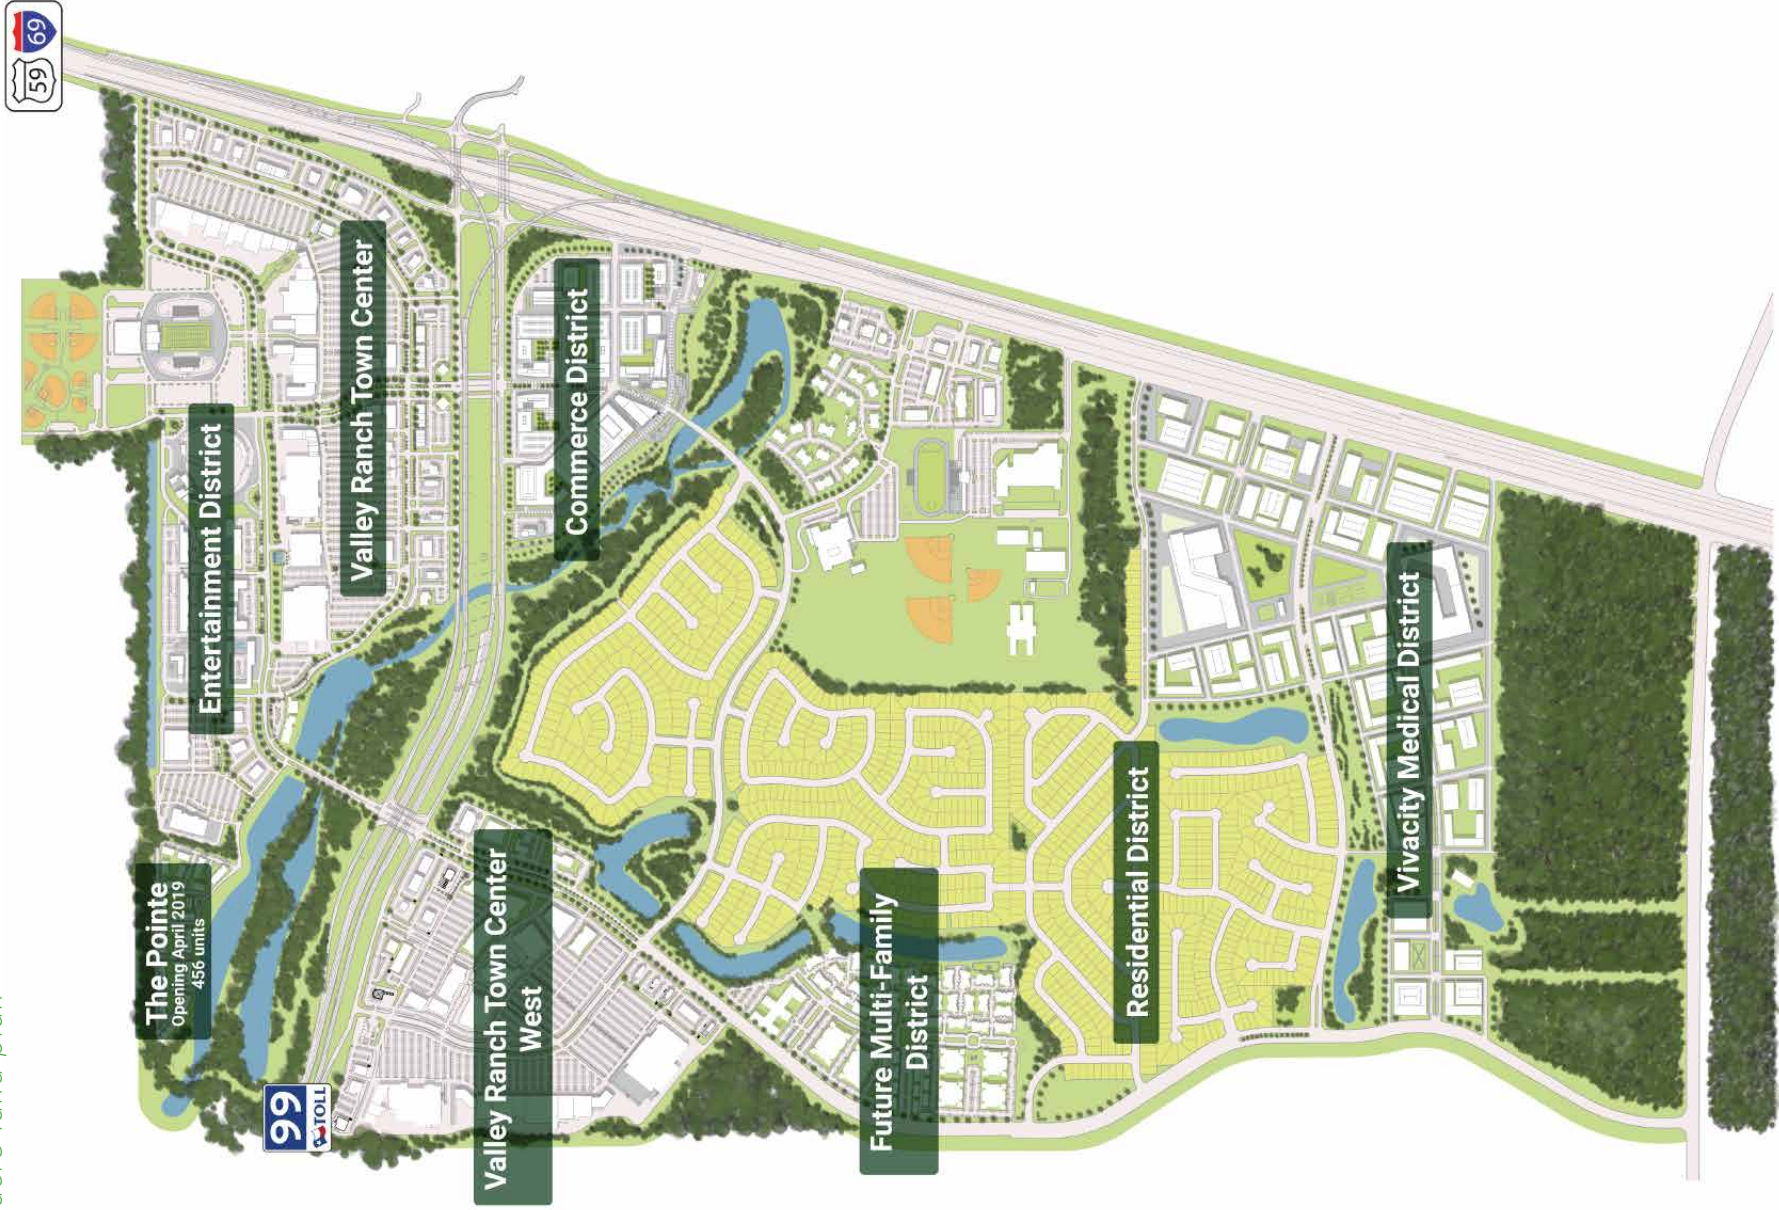 59
69
The Pointe
Opening April 2019
456 units
Entertainment District
99
TOLL
Valley Ranch Town Center
Valley Ranch Town Center
West
Commerce District
Future Multi-Family
District
Residential District
Vivacity Medical District